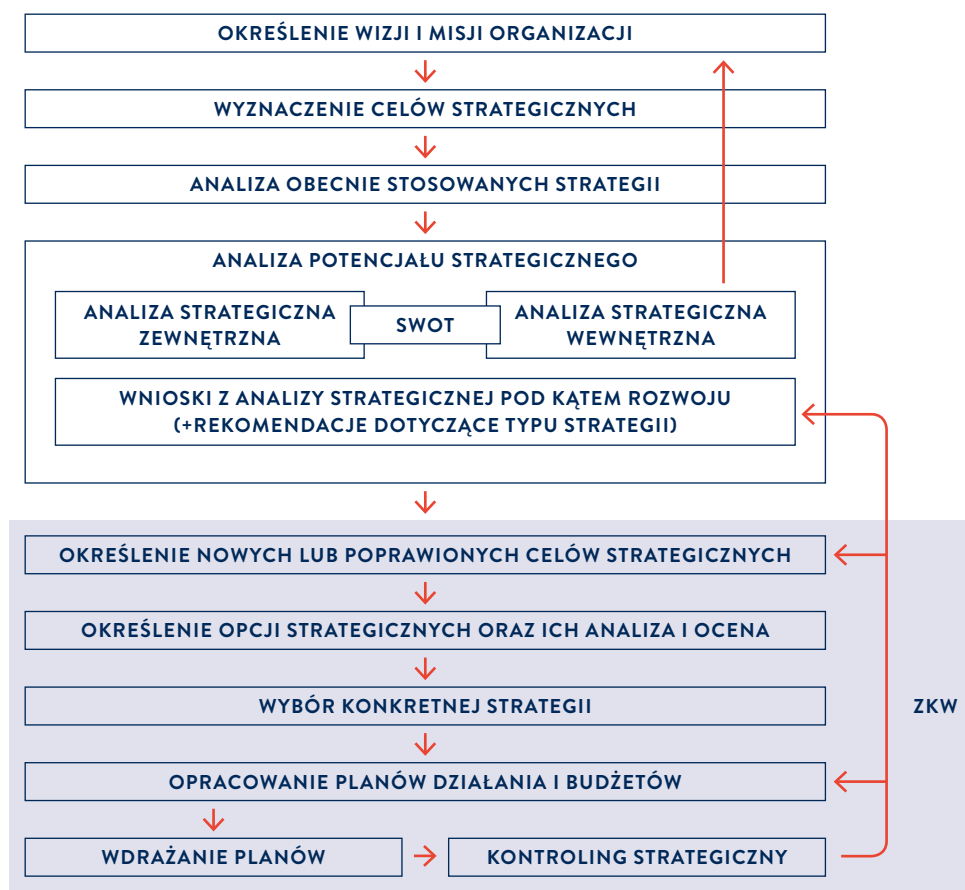 OKREŚLENIE WIZJI I MISJI ORGANIZACJI
WYZNACZENIE CELÓW STRATEGICZNYCH
ANALIZA OBECNIE STOSOWANYCH STRATEGII
ANALIZA POTENCJAŁU STRATEGICZNEGO
ANALIZA STRATEGICZNA
ZEWNĘTRZNA
SWOT
ANALIZA STRATEGICZNA
WEWNĘTRZNA
WNIOSKI Z ANALIZY STRATEGICZNEJ POD KĄTEM ROZWOJU
(+REKOMENDACJE DOTYCZĄCE TYPU STRATEGII)
OKREŚLENIE NOWYCH LUB POPRAWIONYCH CELÓW STRATEGICZNYCH
OKREŚLENIE OPCJI STRATEGICZNYCH ORAZ ICH ANALIZA I OCENA
WYBÓR KONKRETNEJ STRATEGII
ZKW
OPRACOWANIE PLANÓW DZIAŁANIA I BUDŻETÓW
WDRAŻANIE PLANÓW
KONTROLING STRATEGICZNY